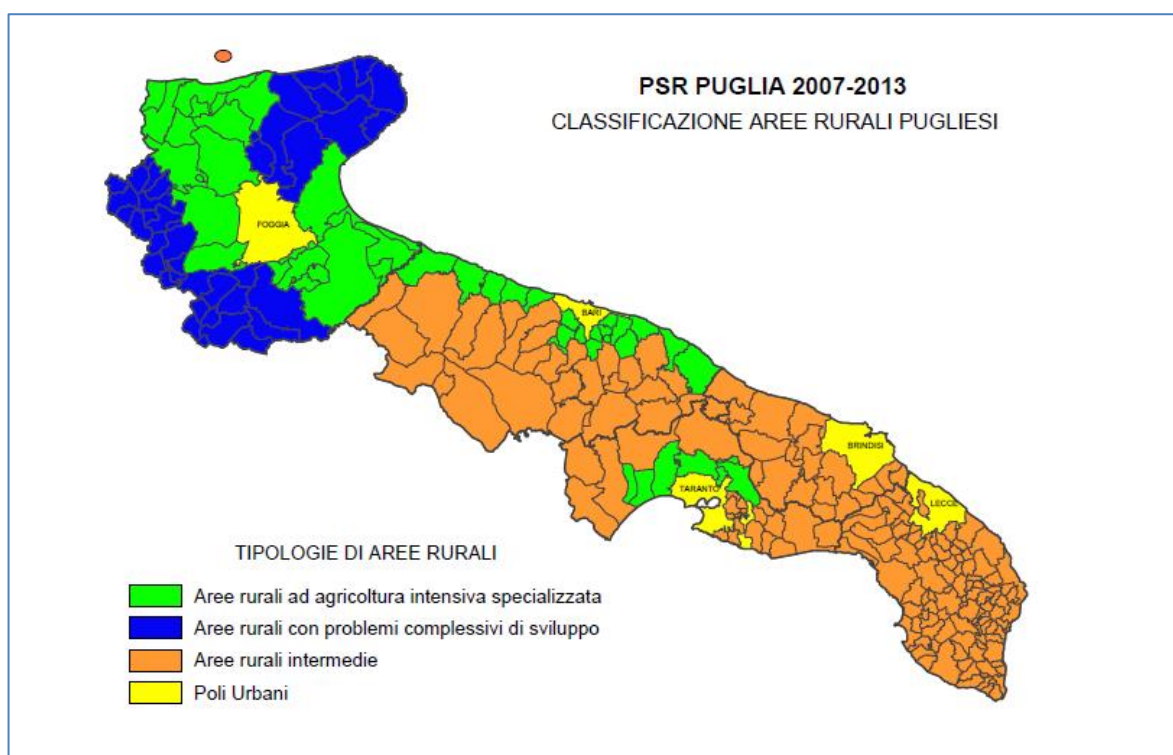 PSR PUGLIA 2007-2013
CLASSIFICAZIONE AREE RURALI PUGLIESI
FOGGIA
BARI
BRINDISI
TARANTO
LECCE
TIPOLOGIE DI AREE RURALI
Aree rurali ad agricoltura intensiva specializzata
Aree rurali con problemi complessivi di sviluppo
Aree rurali intermedie
Poli Urbani